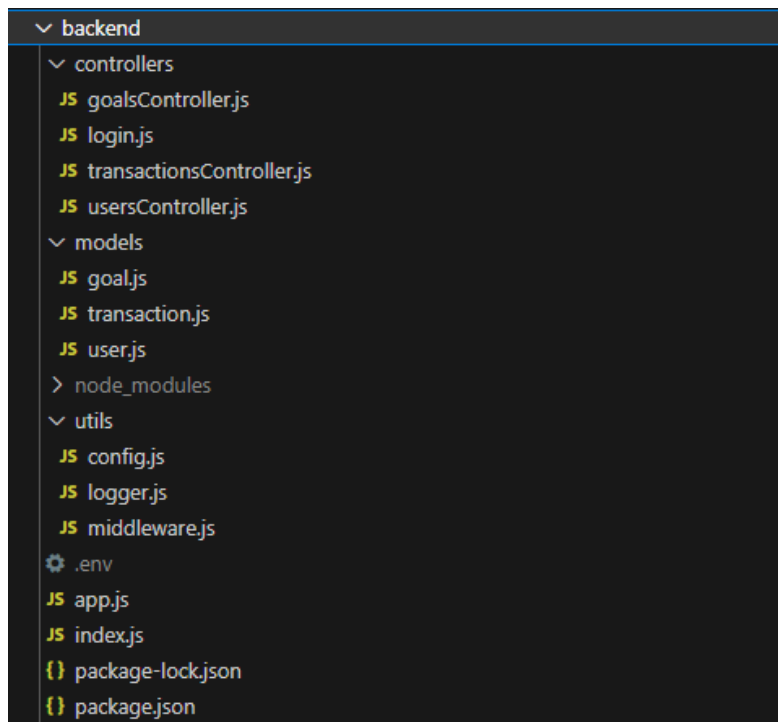 backend
controllers
JS goalsController.js
JS login.js
JS transactionsController.js
JS usersController.js
models
JS goal.js
JS transaction.js
JS user.js
node_modules
utils
JS config.js
JS logger.js
JS middleware.js
.env
JS app.js
JS index.js
{} package-lock.json
{} package.json